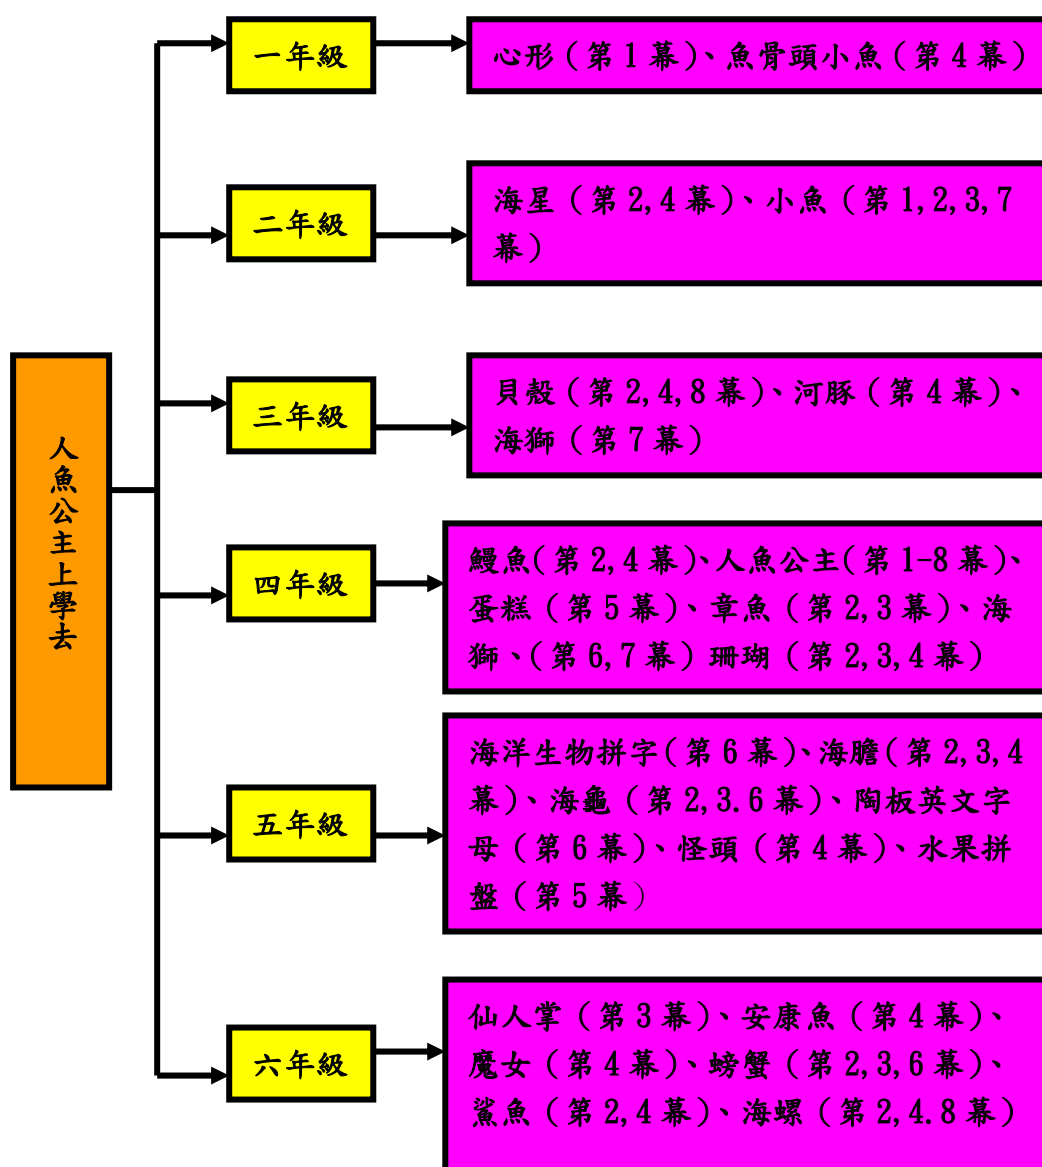 人魚公主上學去
一年級
心形（第1幕）、魚骨頭小魚（第4幕）
二年級
海星（第2,4幕）、小魚（第1,2,3,7
幕）
三年級
貝殼（第2,4,8幕）、河豚（第4幕）、
海獅（第7幕）
四年級
鰻魚(第2,4幕)、人魚公主(第1-8幕)、
蛋糕（第5幕）、章魚（第2,3幕）、海
獅、(第6,7幕）珊瑚（第2,3,4幕）
五年級
海洋生物拼字(第6幕)、海膽(第2,3,4
幕)、海龜（第2,3.6幕）、陶板英文字
母（第6幕）、怪頭（第4幕）、水果拼
盤（第5幕）
六年級
仙人掌（第3幕）、安康魚（第4幕）、
魔女（第4幕）、螃蟹（第2,3,6幕）、
鯊魚（第2,4幕）、海螺（第2,4.8幕）